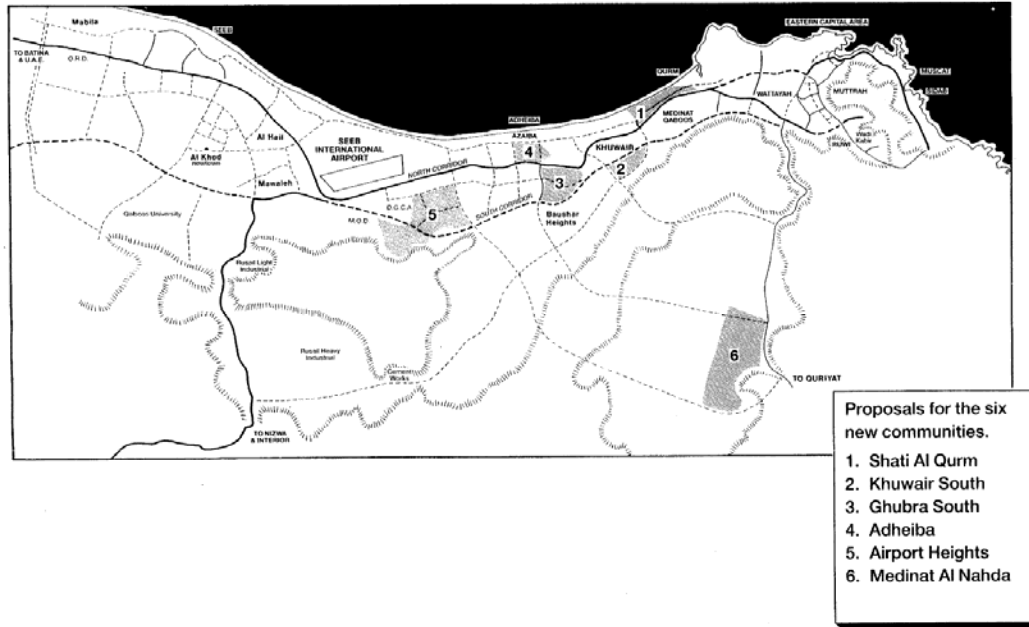 EASTERN CAPITAL AREA
Mabila
SEEB
TO BATINA
& U.A.E.
QURM
MUSCAT
SIDAB
WATTAYAH
MUTTRAH
1
MEDINAT
QABOOS
ADHEIBA
AZAIBA
4
KHUWAIR
Wadi
Kabir
RUWI
Al Hail
SEEB
INTERNATIONAL
AIRPORT
Al Khod
NORTH CORRIDOR
2
3
Mawaleh
D.G.C.A
SOUTH CORRIDOR
Qaboos University
M.O.D.
5
Baushar
Heights
Rusail Light
Industrial
Rusail Heavy
Industrial
6
Cement
Works
TO QURIYAT
TO NIZWA
& INTERIOR
Proposals for the six
new communities.
1. Shati Al Qurm
2. Khuwair South
3. Ghubra South
4. Adheiba
5. Airport Heights
6. Medinat Al Nahda